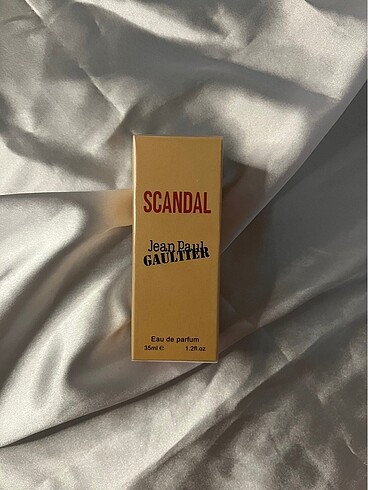 SCANDAL
Jean Paul
GAULTIER
Eau de parfum
35ml ℮ 1.2fl.oz